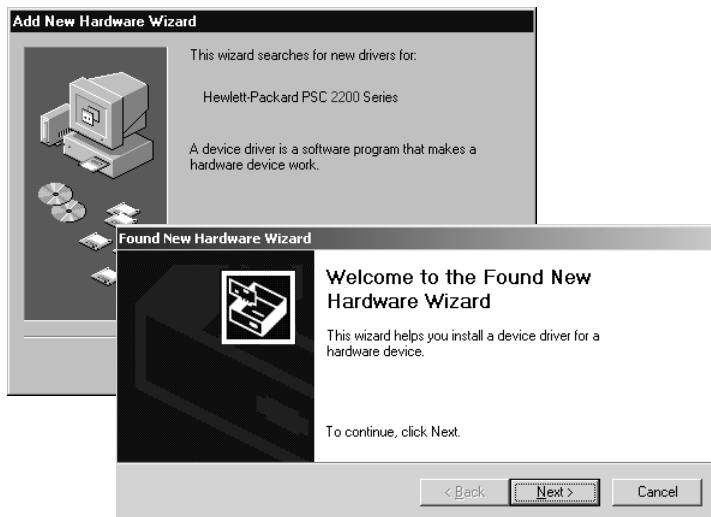 Add New Hardware Wizard
This wizard searches for new drivers for:
Hewlett-Packard PSC 2200 Series
A device driver is a software program that makes a
hardware device work.
Found New Hardware Wizard
Welcome to the Found New
Hardware Wizard
This wizard helps you install a device driver for a
hardware device.
To continue, click Next.
< Back
Next >
Cancel